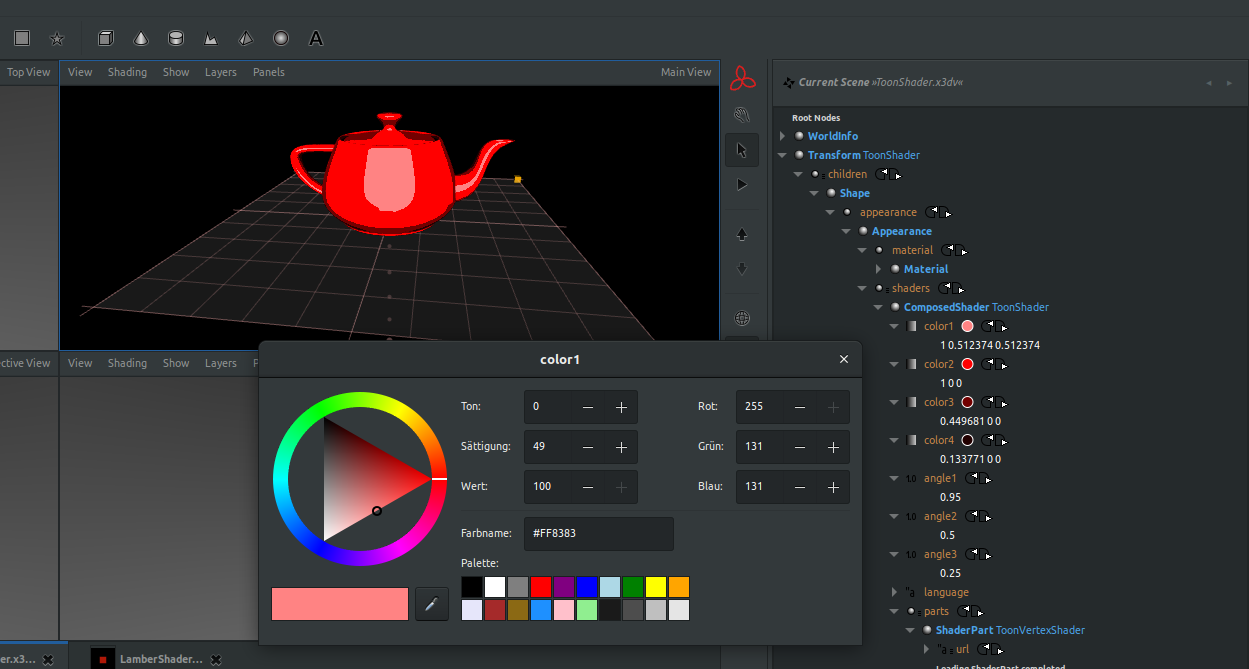 A
Top View
View Shading Show Layers Panels
Main View
Current Scene »ToonShader.x3dv«
Root Nodes
WorldInfo
Transform ToonShader
children
Shape
appearance
Appearance
material
Material
shaders
ComposedShader ToonShader
color1
1 0.512374 0.512374
color2
1 0 0
color3
0.449681 0 0
color4
0.133771 0 0
1.0 angle1
0.95
1.0 angle2
0.5
1.0 angle3
0.25
"a language
parts
ShaderPart ToonVertexShader
"a url
Loading ShaderPart completed
ctive View
View Shading Show Layers P
color1
Ton: 0
Rot: 255
Sättigung: 49
Grün: 131
Wert: 100
Blau: 131
Farbname: #FF8383
Palette:
er.x3...
LamberShader...